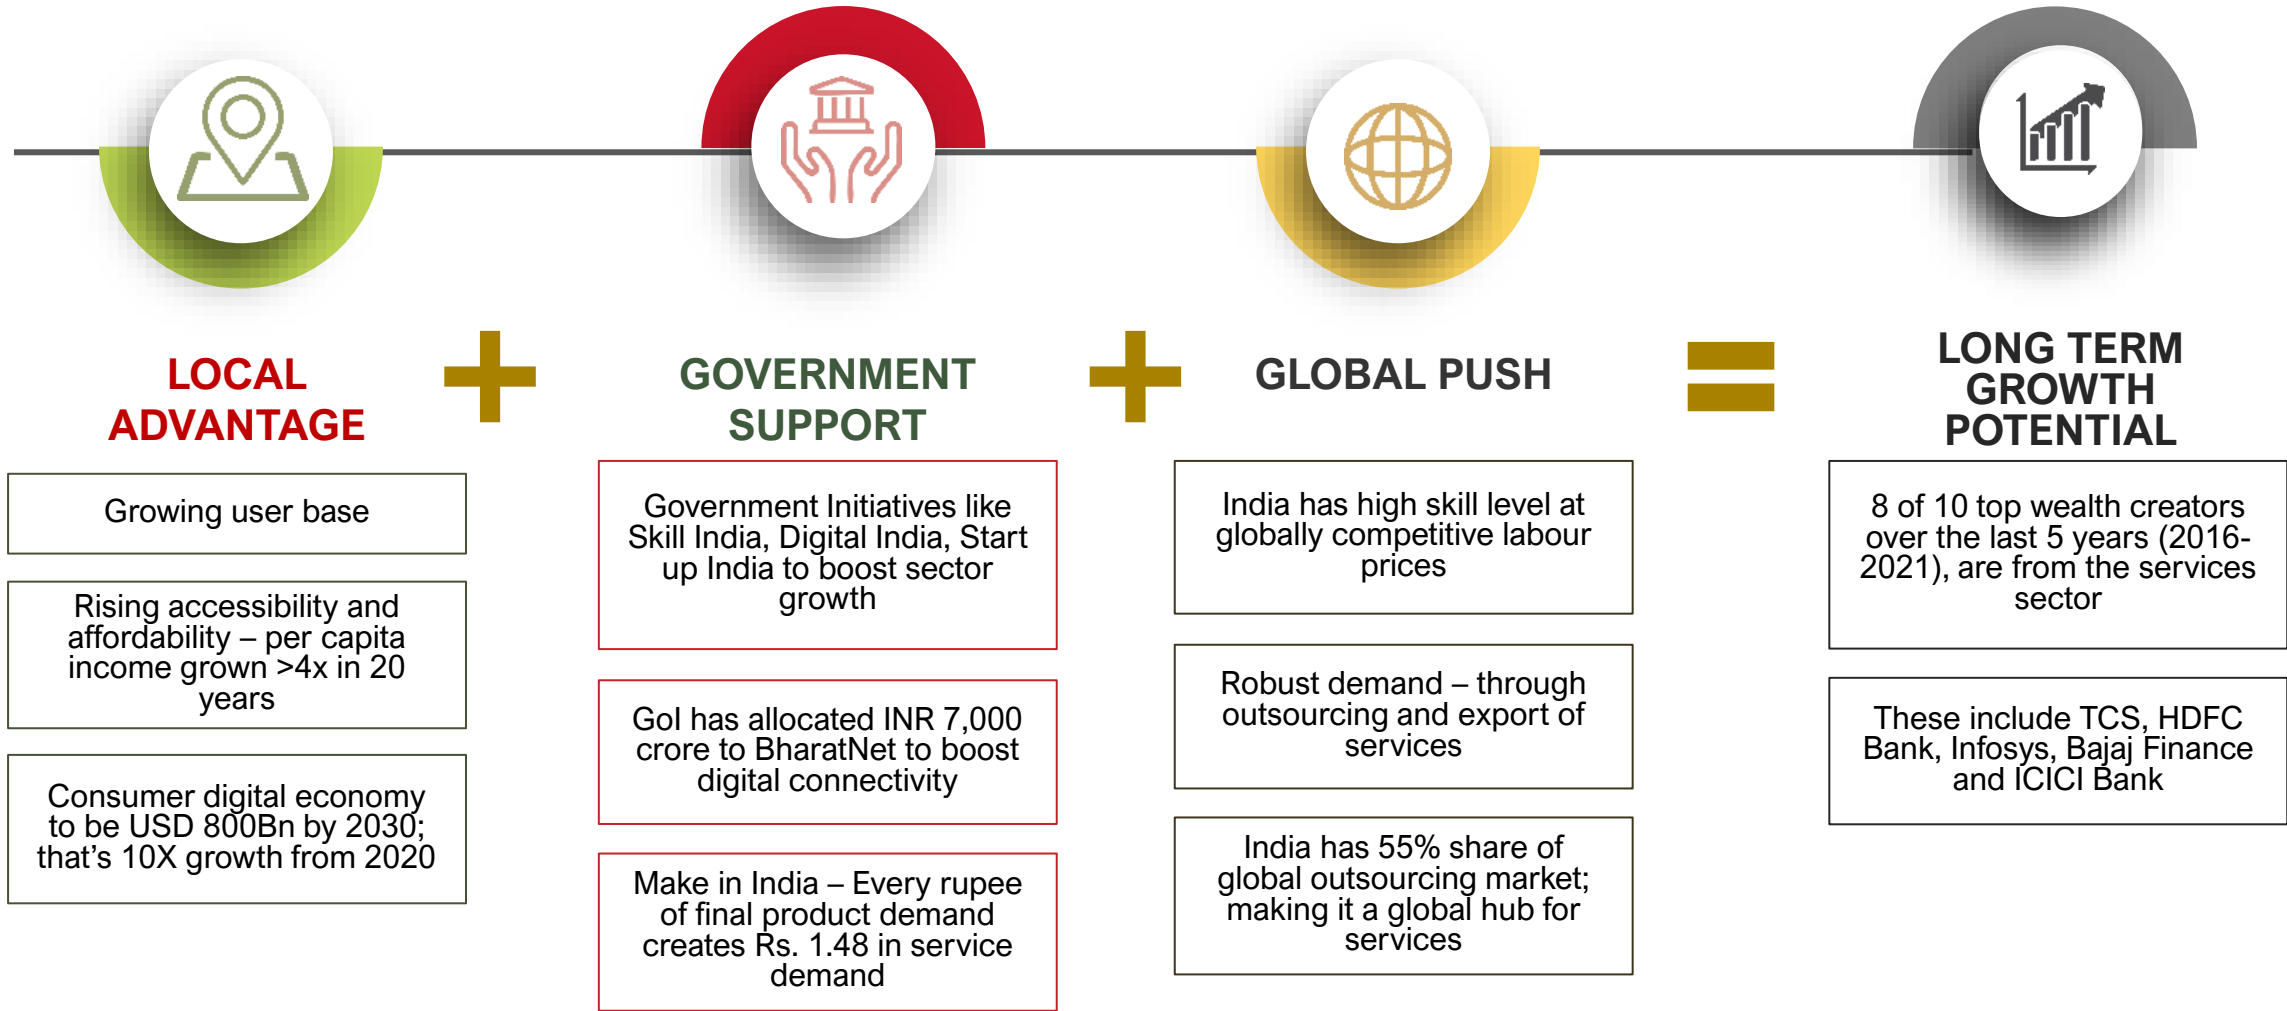 LOCAL
ADVANTAGE
Growing user base
Rising accessibility and
affordability – per capita
income grown >4x in 20
years
Consumer digital economy
to be USD 800Bn by 2030;
that’s 10X growth from 2020
GOVERNMENT
SUPPORT
Government Initiatives like
Skill India, Digital India, Start
up India to boost sector
growth
GoI has allocated INR 7,000
crore to BharatNet to boost
digital connectivity
Make in India – Every rupee
of final product demand
creates Rs. 1.48 in service
demand
GLOBAL PUSH
India has high skill level at
globally competitive labour
prices
Robust demand – through
outsourcing and export of
services
India has 55% share of
global outsourcing market;
making it a global hub for
services
LONG TERM
GROWTH
POTENTIAL
8 of 10 top wealth creators
over the last 5 years (2016-
2021), are from the services
sector
These include TCS, HDFC
Bank, Infosys, Bajaj Finance
and ICICI Bank